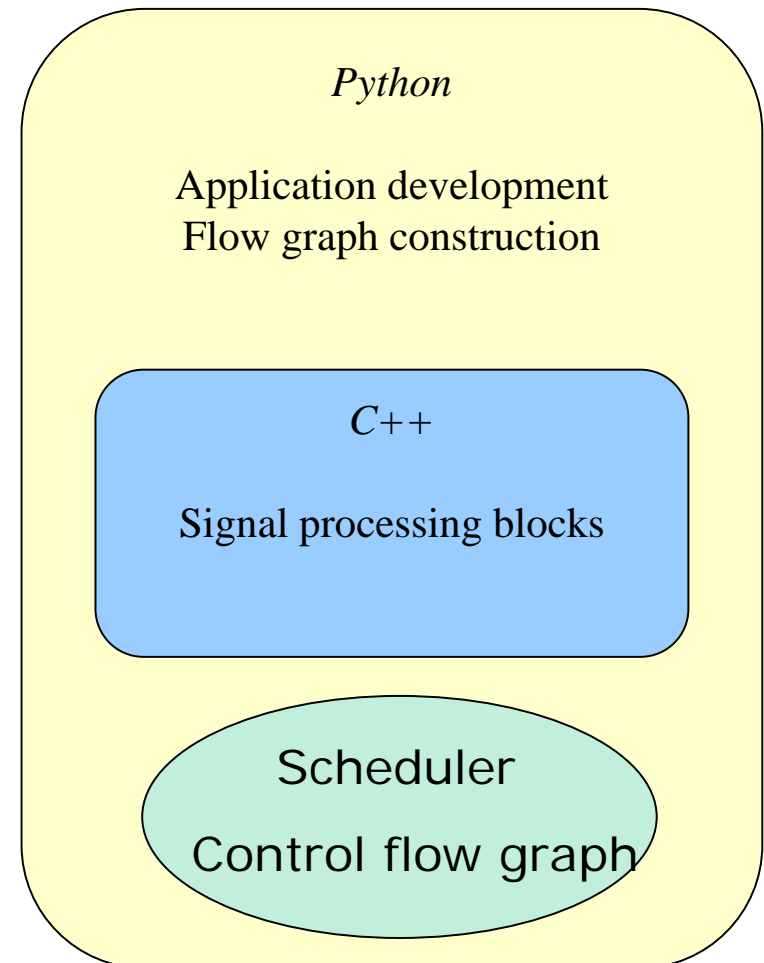 Python
Application development
Flow graph construction
C++
Signal processing blocks
Scheduler
Control flow graph